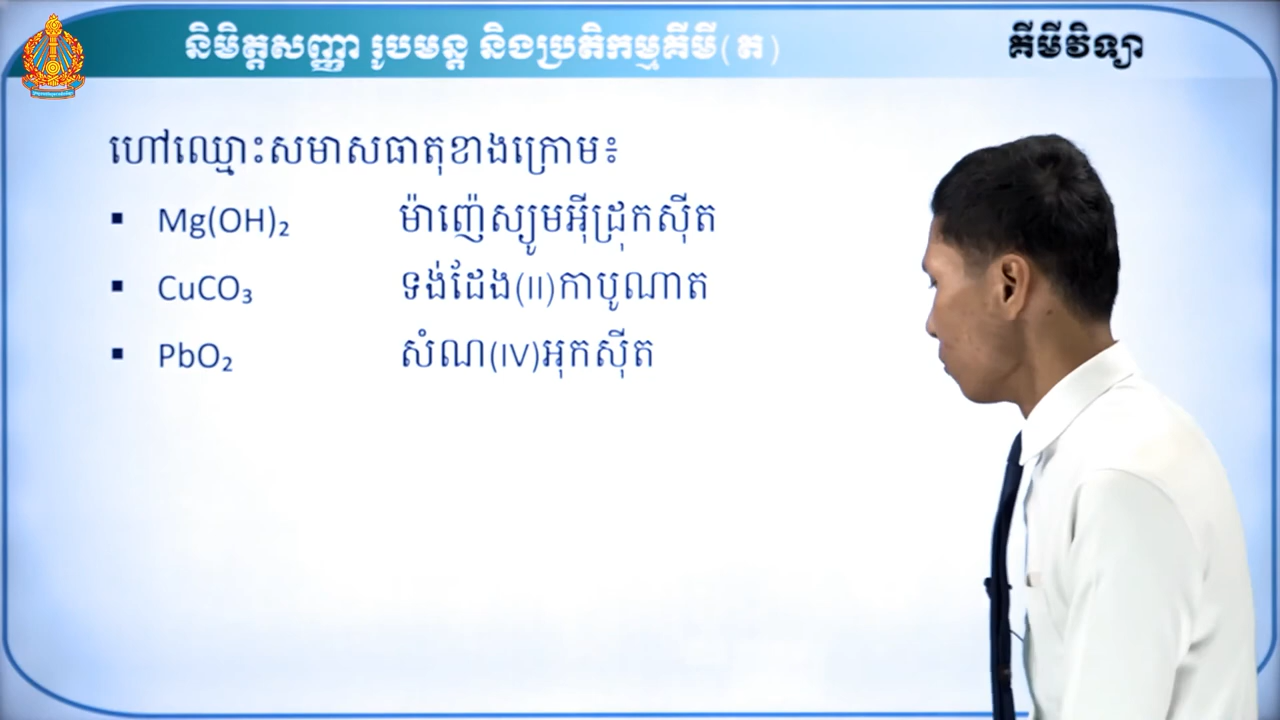 និមិត្តសញ្ញា រូបមន្ត និងប្រតិកម្មគីមី(ត)
គីមីវិទ្យា
ហៅឈ្មោះសមាសធាតុខាងក្រោម៖
▪ Mg(OH)₂ ម៉ាញ៉េស្យូមអ៊ីដ្រុកស៊ីត
▪ CuCO₃ ទង់ដែង(II)កាបូណាត
▪ PbO₂ សំណ(IV)អុកស៊ីត